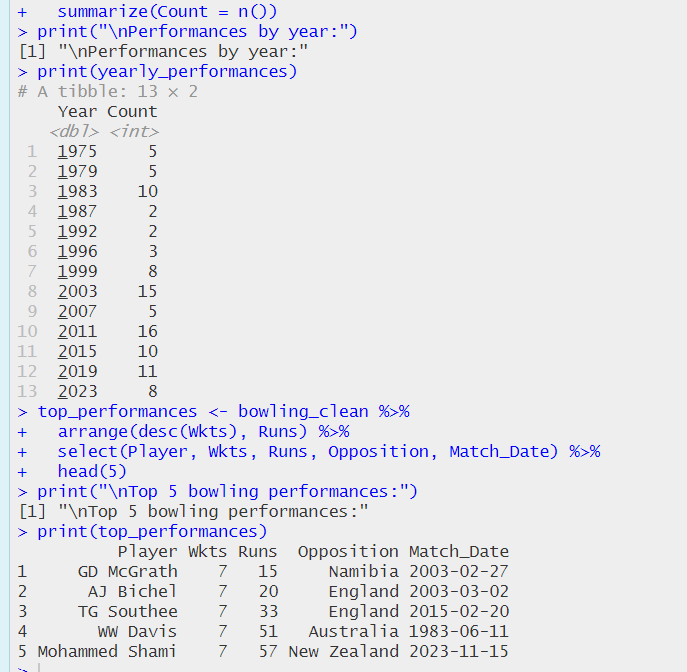 +   summarize(Count = n())
> print("\nPerformances by year:")
[1] "\nPerformances by year:"
> print(yearly_performances)
# A tibble: 13 × 2
    Year Count
   <dbl> <int>
 1  1975     5
 2  1979     5
 3  1983    10
 4  1987     2
 5  1992     2
 6  1996     3
 7  1999     8
 8  2003    15
 9  2007     5
10  2011    16
11  2015    10
12  2019    11
13  2023     8
> top_performances <- bowling_clean %>%
+   arrange(desc(Wkts), Runs) %>%
+   select(Player, Wkts, Runs, Opposition, Match_Date) %>%
+   head(5)
> print("\nTop 5 bowling performances:")
[1] "\nTop 5 bowling performances:"
> print(top_performances)
          Player Wkts Runs  Opposition Match_Date
1     GD McGrath    7   15     Namibia 2003-02-27
2      AJ Bichel    7   20     England 2003-03-02
3      TG Southee    7   33     England 2015-02-20
4       WW Davis    7   51   Australia 1983-06-11
5 Mohammed Shami    7   57 New Zealand 2023-11-15
>